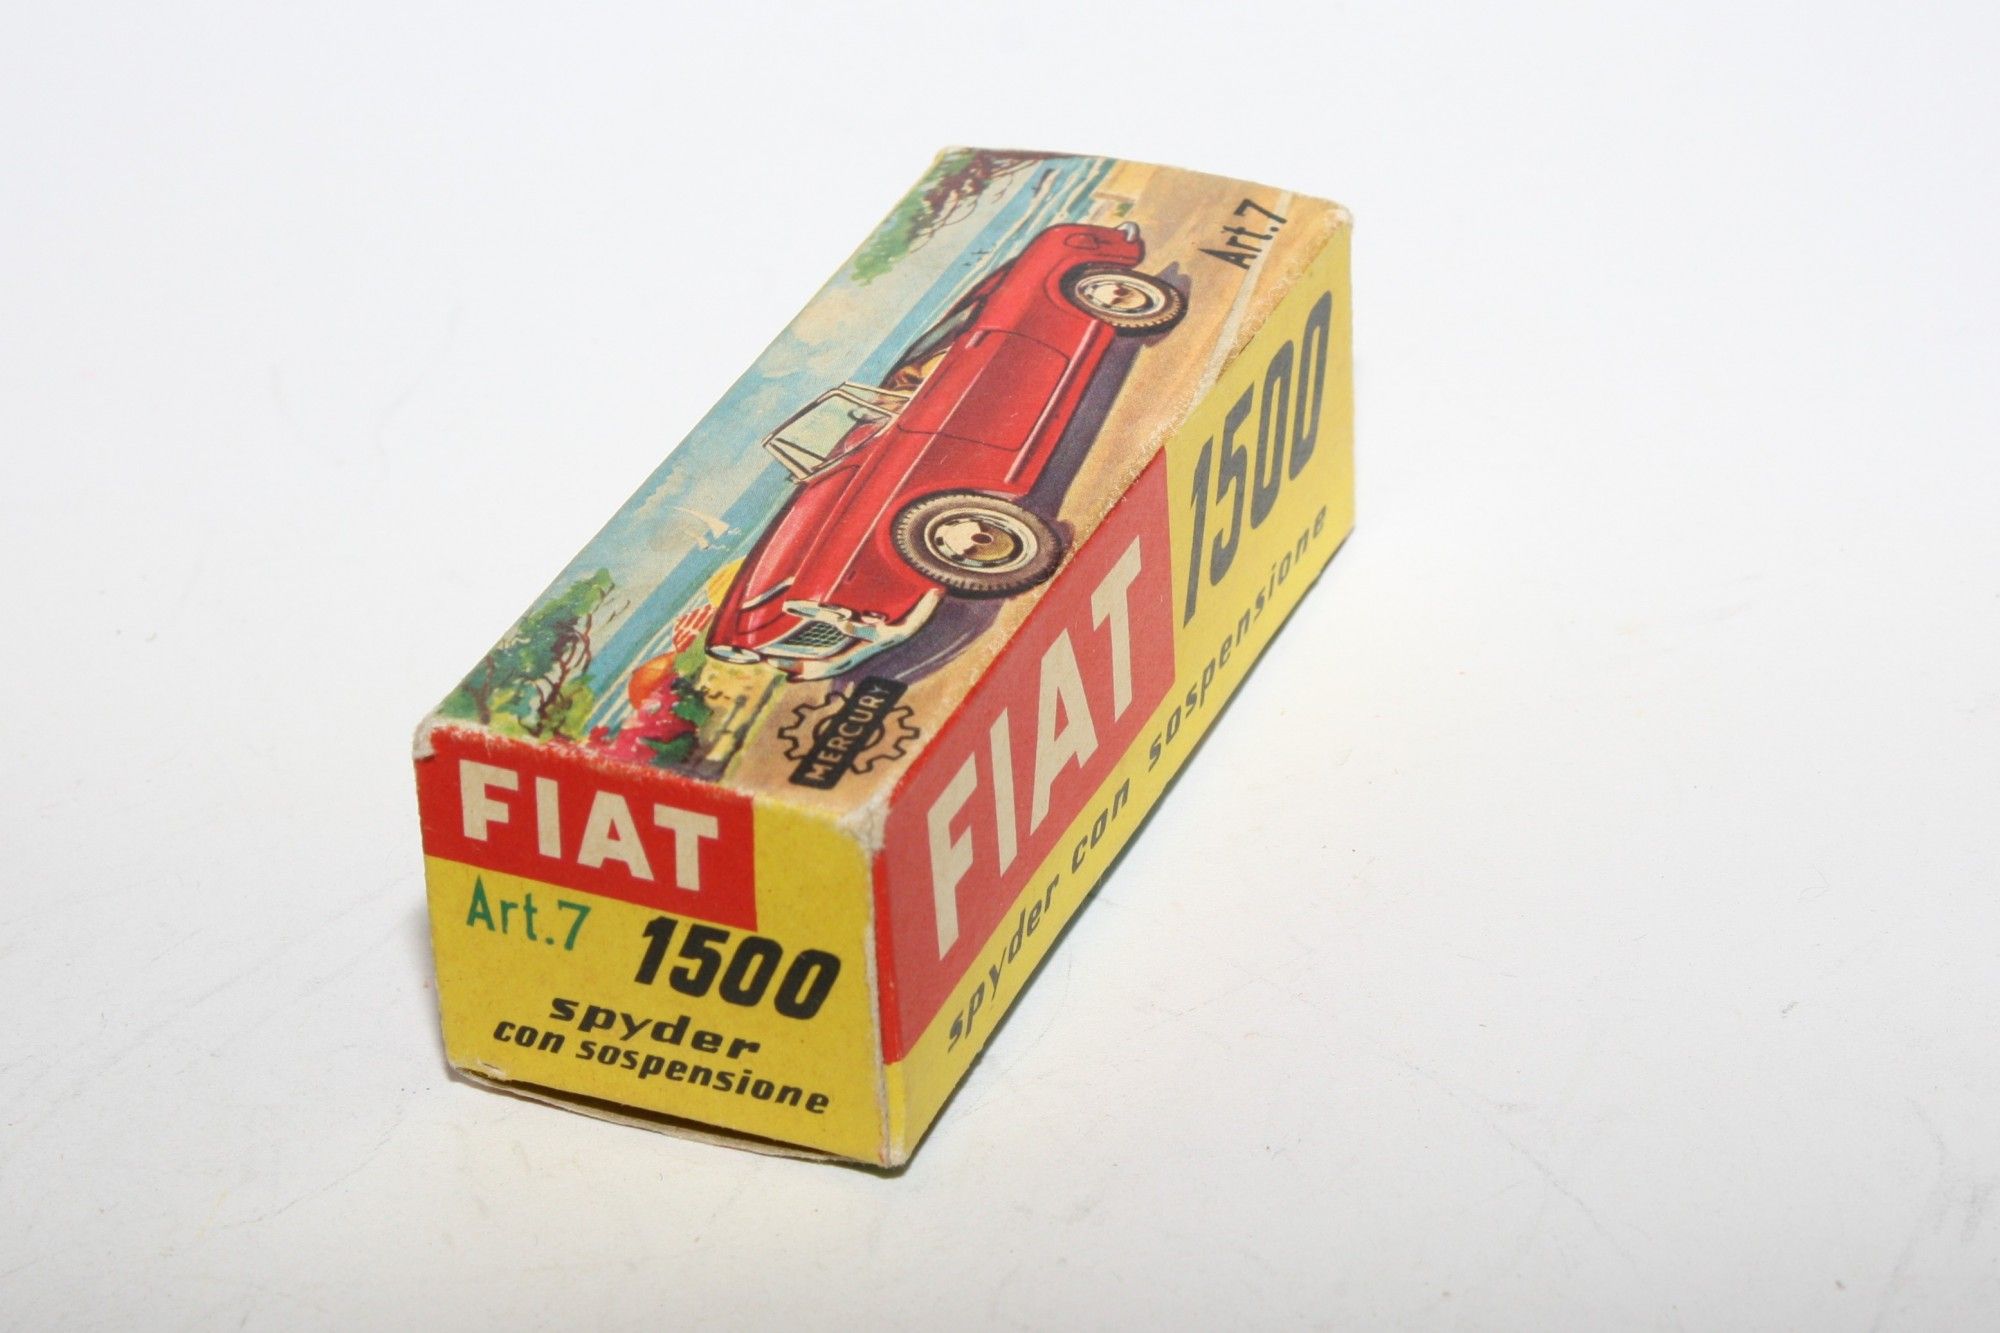 Art.7
MERCURY
FIAT
1500
spyder con sospensione
FIAT
Art.7
1500
spyder
con sospensione